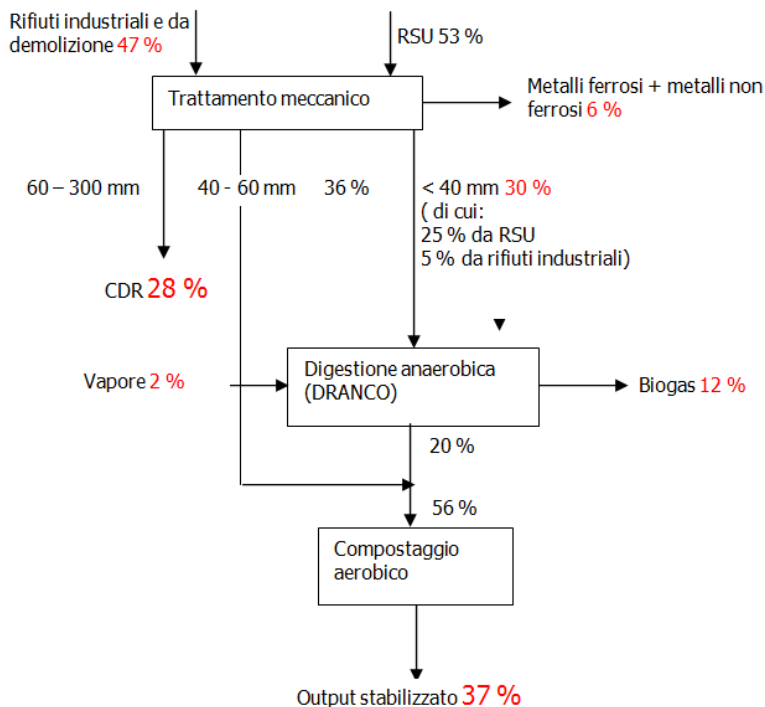 Rifiuti industriali e da
demolizione 47 %
RSU 53 %
Trattamento meccanico
Metalli ferrosi + metalli non
ferrosi 6 %
60 – 300 mm
40 - 60 mm 36 %
< 40 mm 30 %
( di cui:
25 % da RSU
5 % da rifiuti industriali)
CDR 28 %
Vapore 2 %
Digestione anaerobica
(DRANCO)
Biogas 12 %
20 %
56 %
Compostaggio
aerobico
Output stabilizzato 37 %